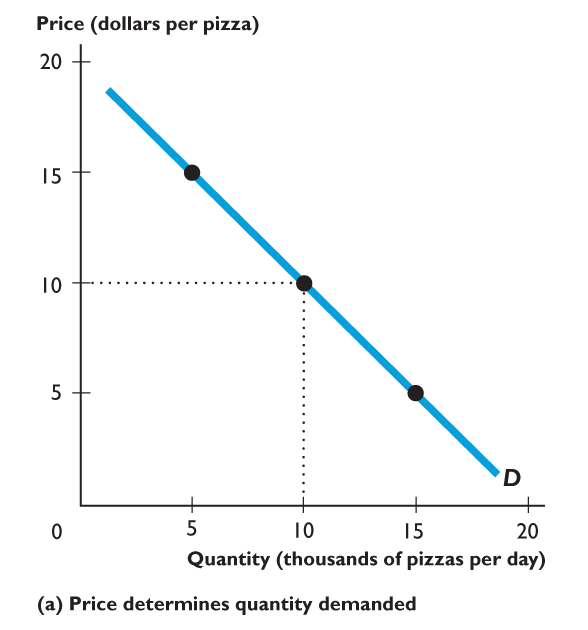 Price (dollars per pizza)
20
15
10
5
D
0
5 10 15 20
Quantity (thousands of pizzas per day)
(a) Price determines quantity demanded